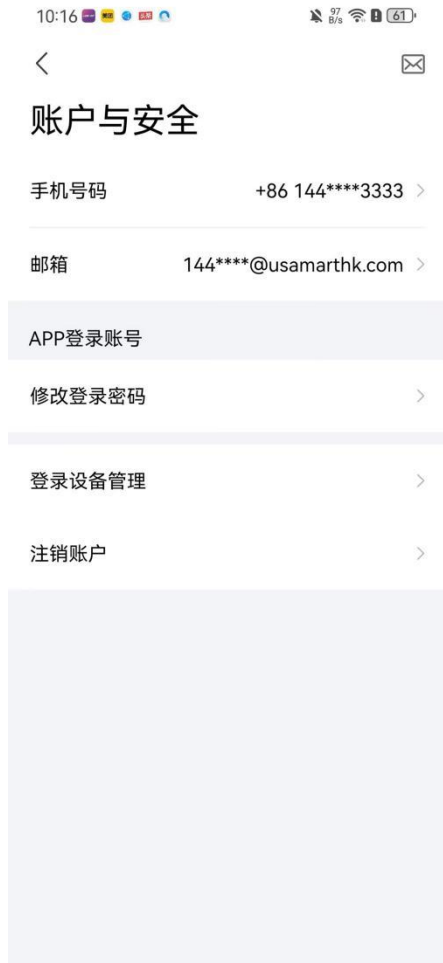 10:16
97
B/s
61
账户与安全
手机号码 +86 144****3333
邮箱 144****@usamarthk.com
APP登录账号
修改登录密码
登录设备管理
注销账户